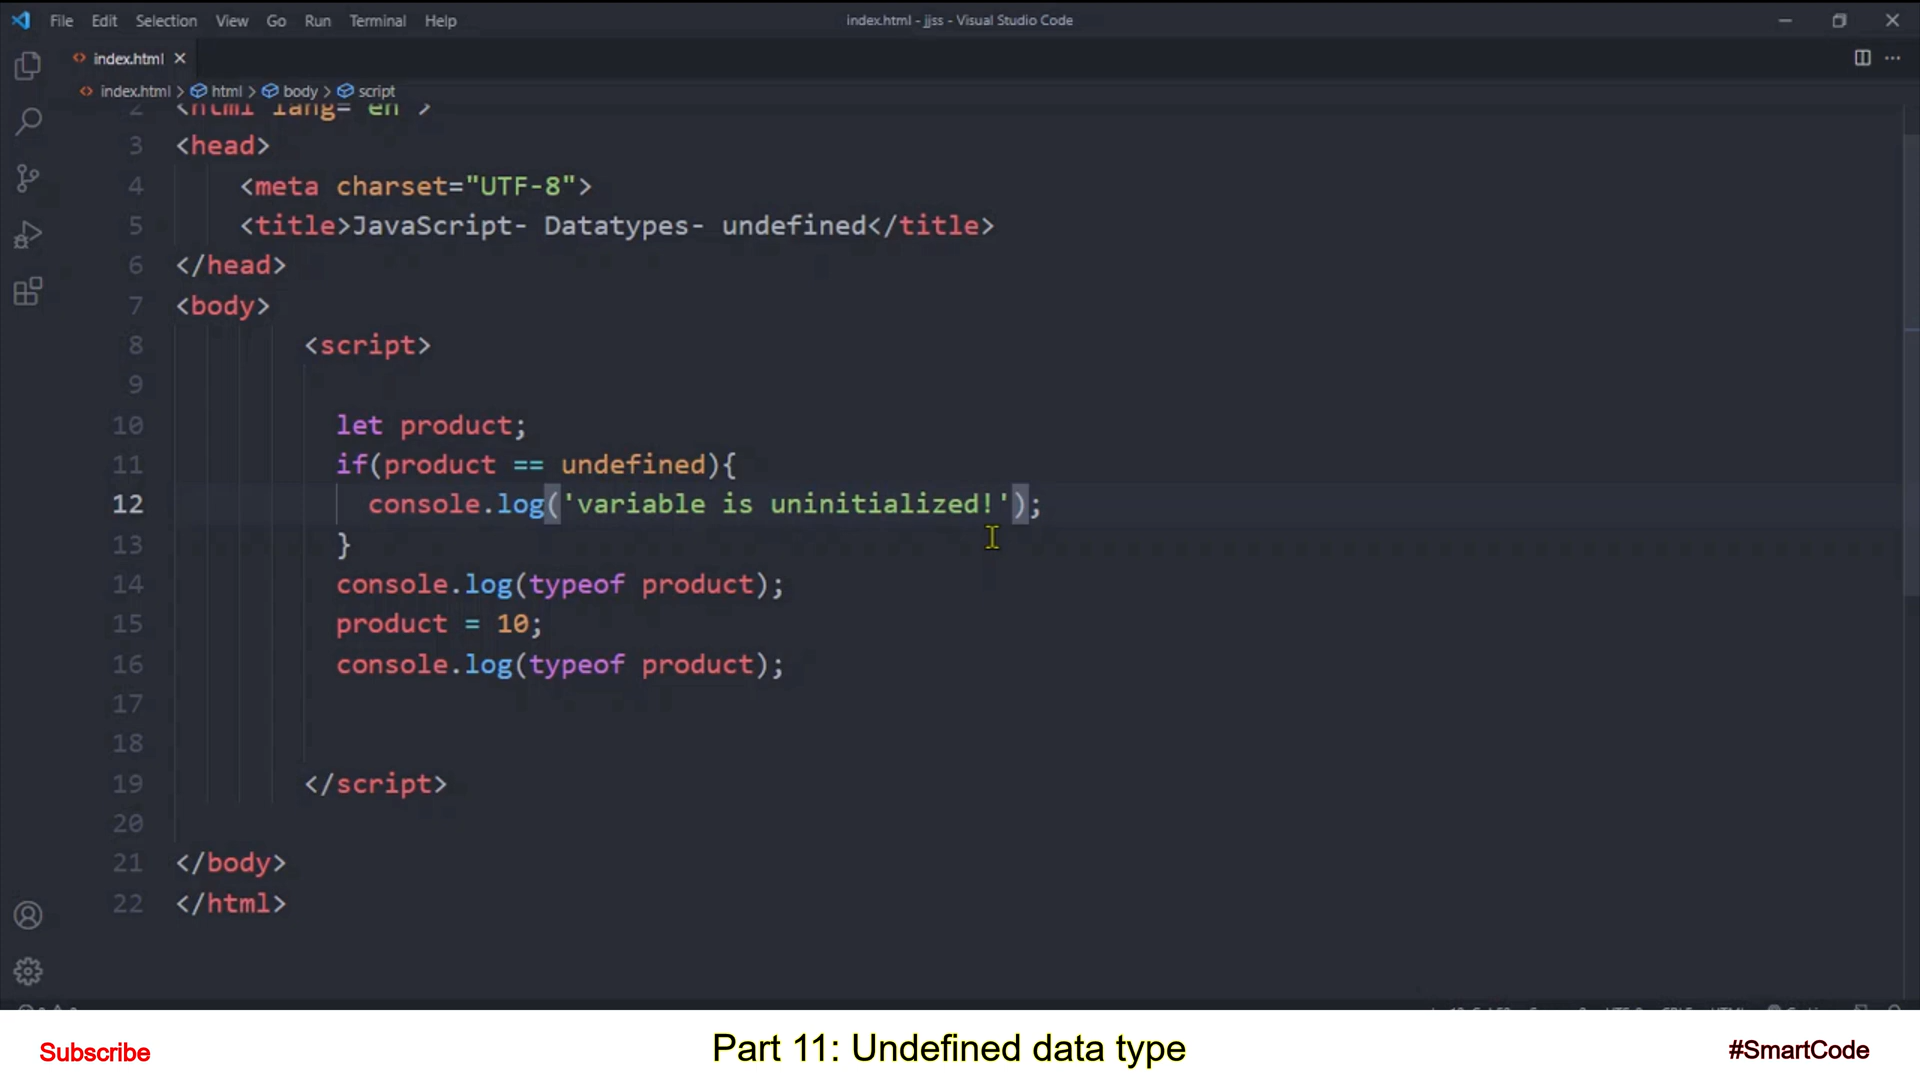 File Edit Selection View Go Run Terminal Help
index.html - jjss - Visual Studio Code
index.html
index.html > html > body > script
2 <html lang="en">
3 <head>
4 <meta charset="UTF-8">
5 <title>JavaScript- Datatypes- undefined</title>
6 </head>
7 <body>
8 <script>
9
10 let product;
11 if(product == undefined){
12 console.log('variable is uninitialized!');
13 }
14 console.log(typeof product);
15 product = 10;
16 console.log(typeof product);
17
18
19 </script>
20
21 </body>
22 </html>
Subscribe
Part 11: Undefined data type
#SmartCode